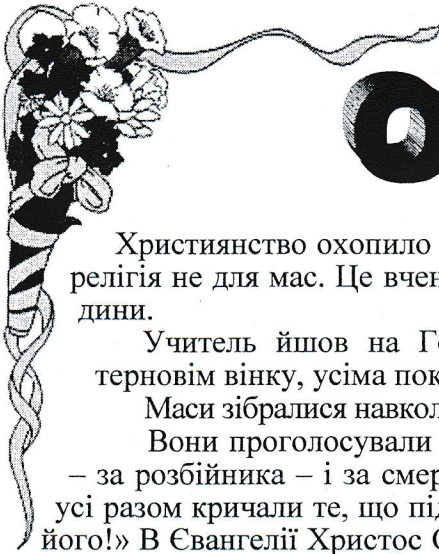 О
Християнство охопило
релігія не для мас. Це вчен
дини.
Учитель йшов на Г
терновім вінку, усіма пок
Маси зібралися навкол
Вони проголосували
– за розбійника – і за смер
усі разом кричали те, що під
його!» В Євангелії Христос